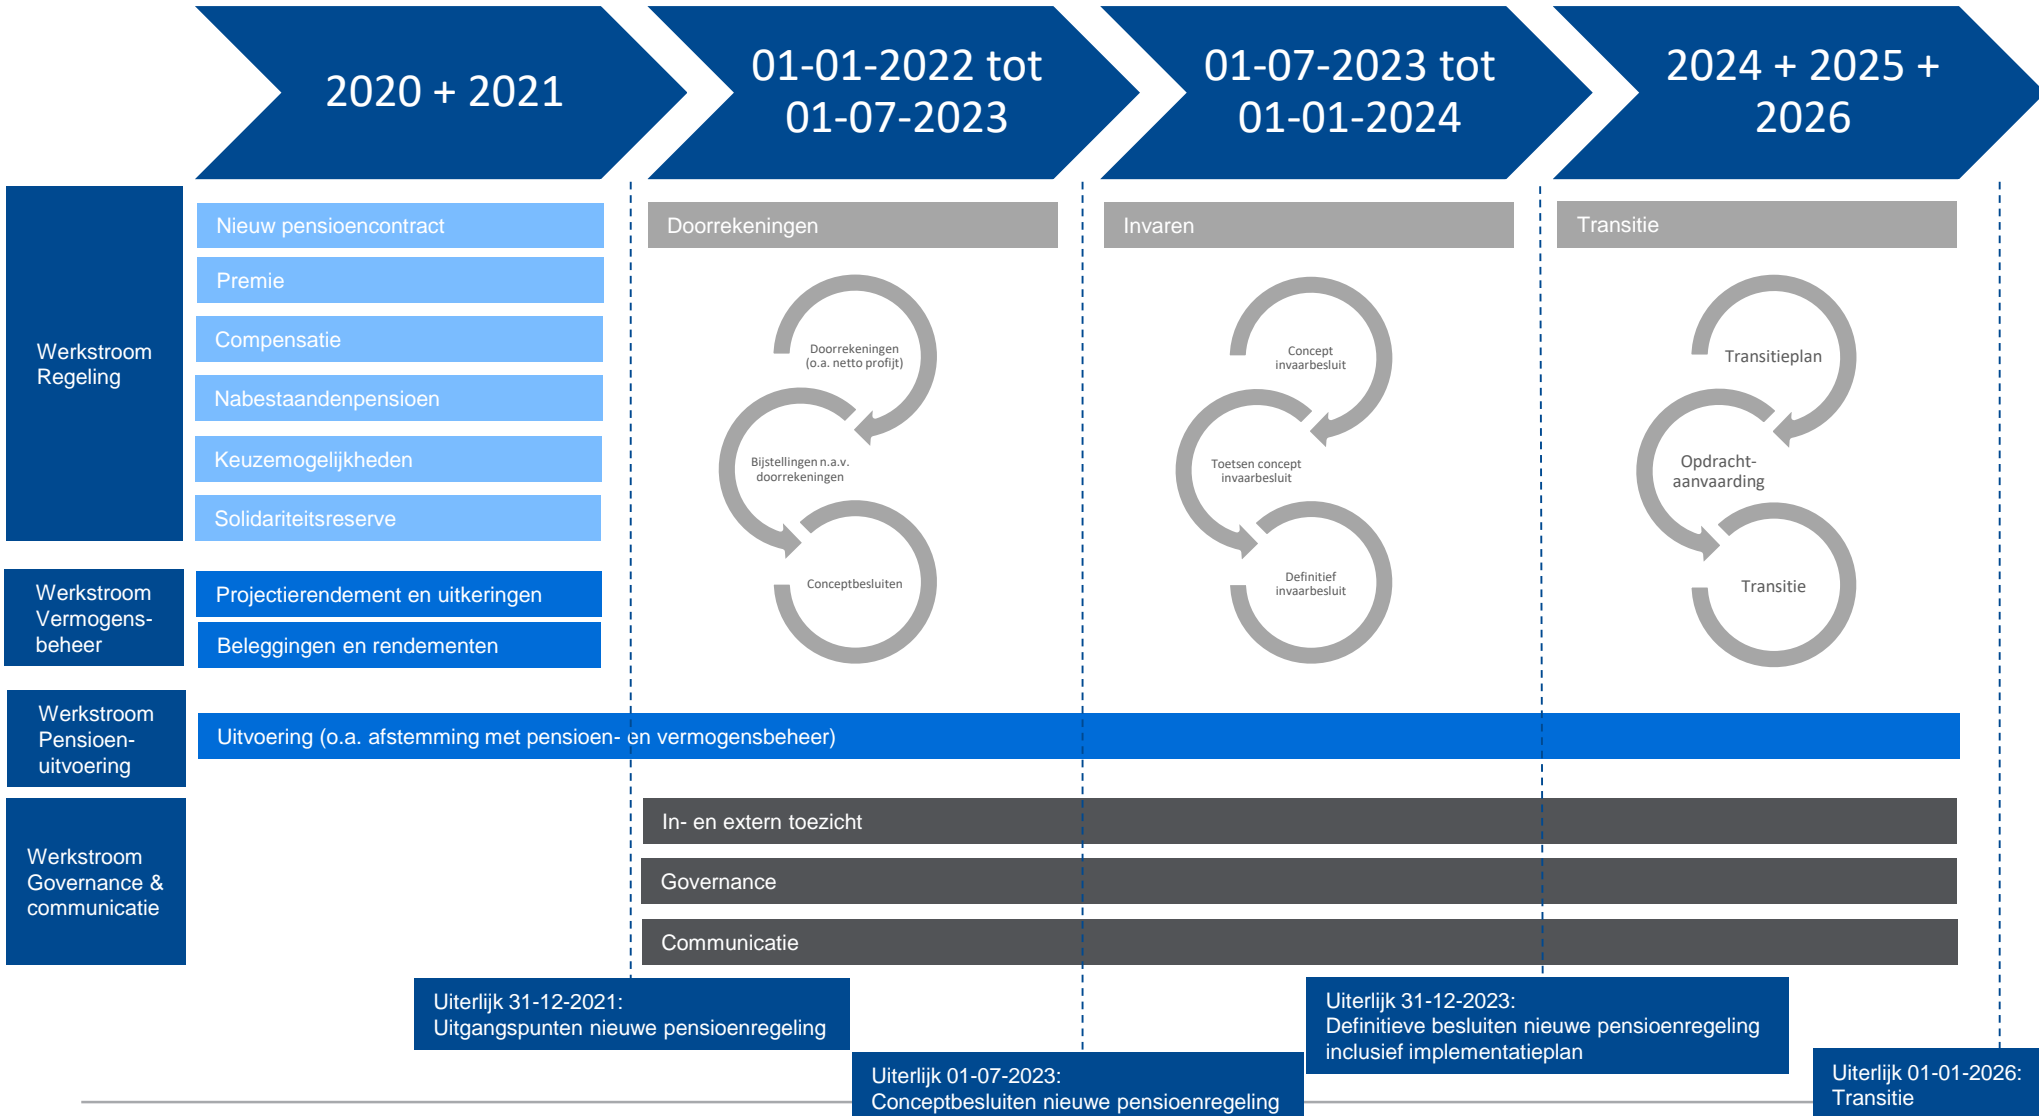 2020 + 2021
01-01-2022 tot
01-07-2023
01-07-2023 tot
01-01-2024
2024 + 2025 +
2026
Werkstroom
Regeling
Nieuw pensioencontract
Premie
Compensatie
Nabestaandenpensioen
Keuzemogelijkheden
Solidariteitsreserve
Doorrekeningen
Doorrekeningen
(o.a. netto profijt)
Bijstellingen n.a.v.
doorrekeningen
Conceptbesluiten
Invaren
Concept
invaarbesluit
Toetsen concept
invaarbesluit
Definitief
invaarbesluit
Transitie
Transitieplan
Opdracht-
aanvaarding
Transitie
Werkstroom
Vermogens-
beheer
Projectierendement en uitkeringen
Beleggingen en rendementen
Werkstroom
Pensioen-
uitvoering
Uitvoering (o.a. afstemming met pensioen- en vermogensbeheer)
Werkstroom
Governance &
communicatie
In- en extern toezicht
Governance
Communicatie
Uiterlijk 31-12-2021:
Uitgangspunten nieuwe pensioenregeling
Uiterlijk 01-07-2023:
Conceptbesluiten nieuwe pensioenregeling
Uiterlijk 31-12-2023:
Definitieve besluiten nieuwe pensioenregeling
inclusief implementatieplan
Uiterlijk 01-01-2026:
Transitie